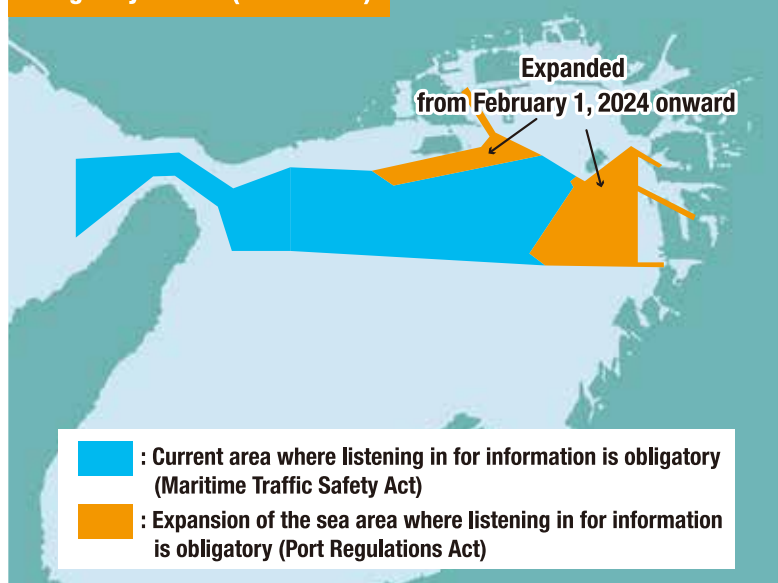 Expanded
from February 1, 2024 onward
: Current area where listening in for information is obligatory
(Maritime Traffic Safety Act)
: Expansion of the sea area where listening in for information
is obligatory (Port Regulations Act)